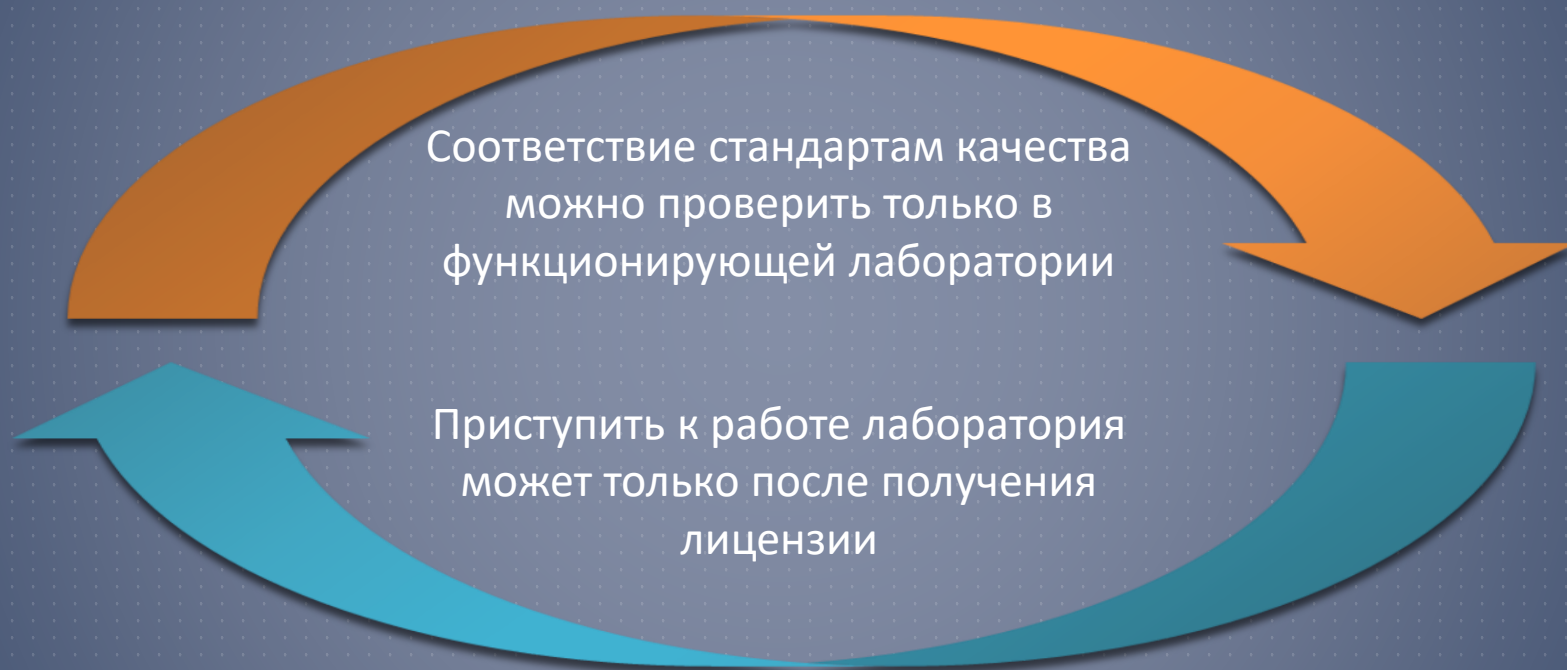 Соответствие стандартам качества
можно проверить только в
функционирующей лаборатории
Приступить к работе лаборатория
может только после получения
лицензии